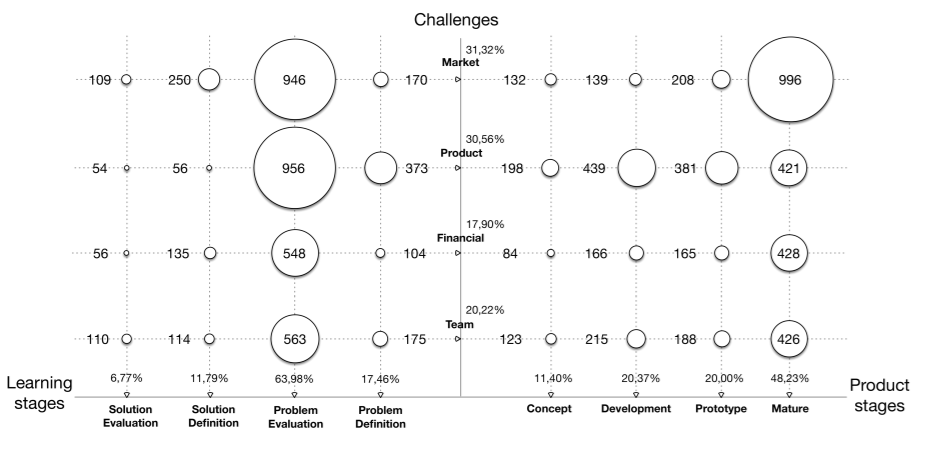 Challenges
31,32%
Market
109 250 946 170 132 139 208 996
30,56%
Product
54 56 956 373 198 439 381 421
17,90%
Financial
56 135 548 104 84 166 165 428
20,22%
Team
110 114 563 175 123 215 188 426
6,77% 11,79% 63,98% 17,46% 11,40% 20,37% 20,00% 48,23%
Learning
stages
Product
stages
Solution
Evaluation
Solution
Definition
Problem
Evaluation
Problem
Definition
Concept
Development
Prototype
Mature